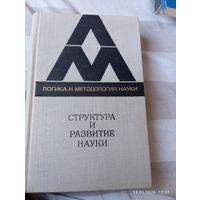 ЛОГИКА И МЕТОДОЛОГИЯ НАУКИ
СТРУКТУРА
И
РАЗВИТИЕ
НАУКИ